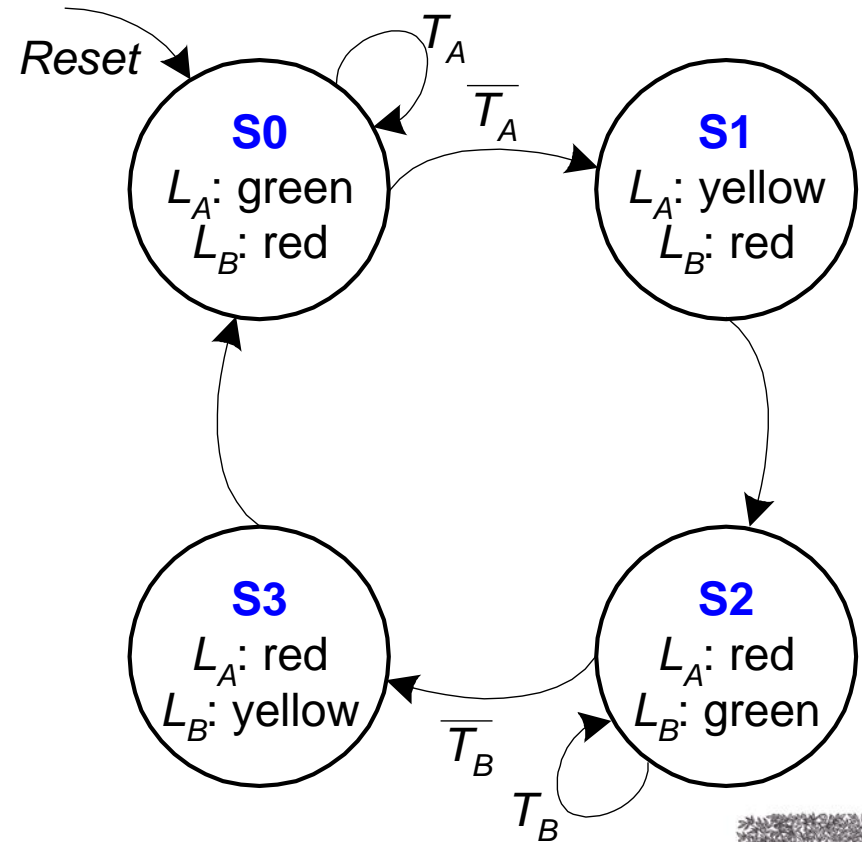 Reset
T_A
T̅_A̅
S0
L_A: green
L_B: red
S1
L_A: yellow
L_B: red
S3
L_A: red
L_B: yellow
S2
L_A: red
L_B: green
T̅_B̅
T_B